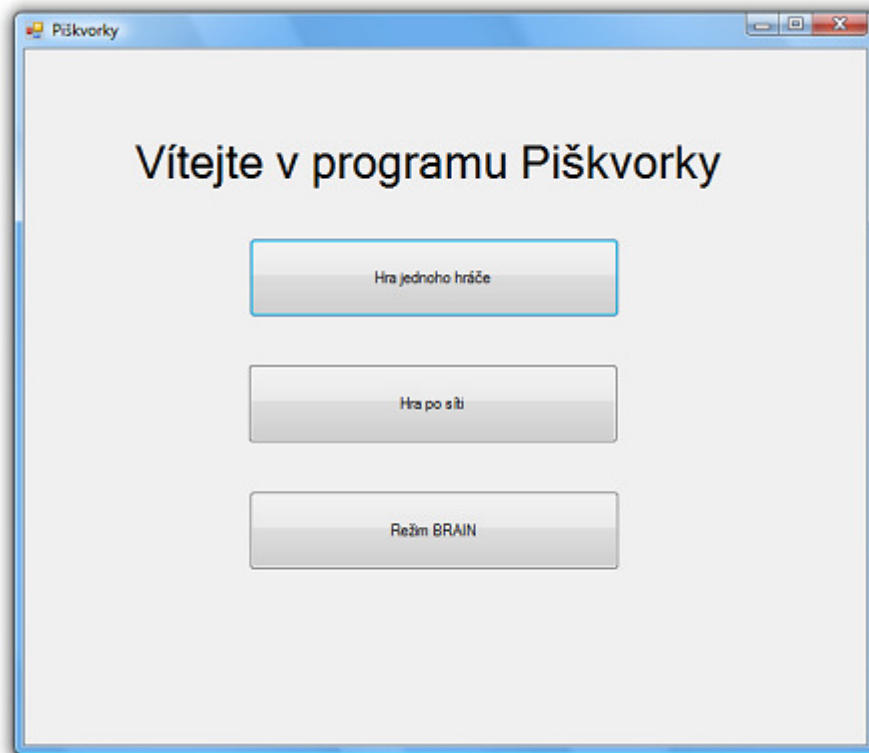 Piškvorky
Vítejte v programu Piškvorky
Hra jednoho hráče
Hra po síti
Režim BRAIN